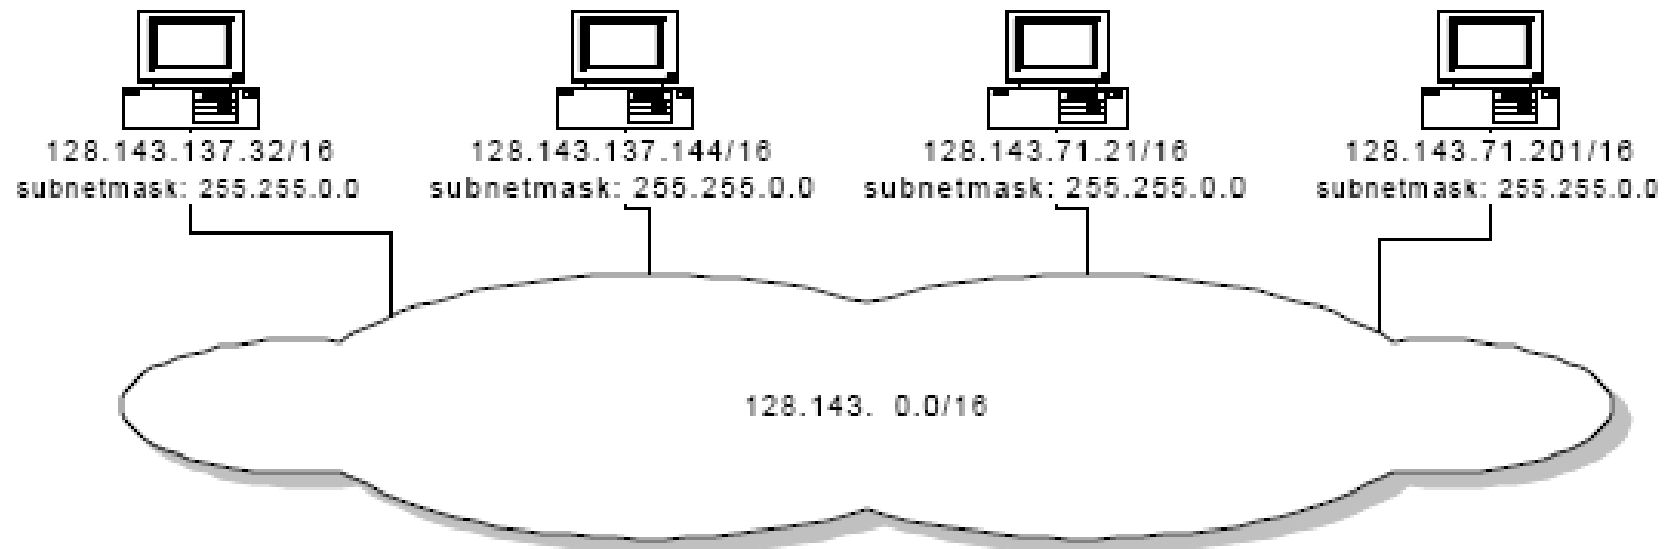 128.143.137.32/16
subnetmask: 255.255.0.0
128.143.137.144/16
subnetmask: 255.255.0.0
128.143.71.21/16
subnetmask: 255.255.0.0
128.143.71.201/16
subnetmask: 255.255.0.0
128.143. 0.0/16